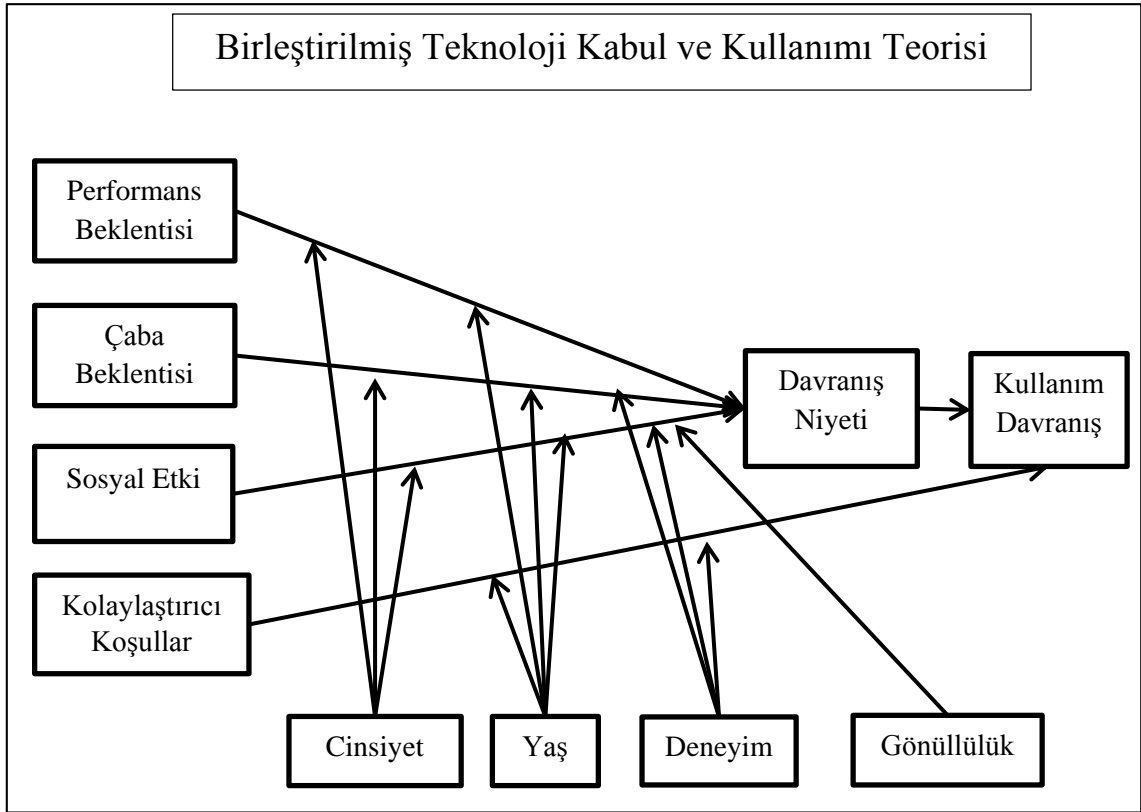 Birleştirilmiş Teknoloji Kabul ve Kullanımı Teorisi
Performans
Beklentisi
Çaba
Beklentisi
Sosyal Etki
Kolaylaştırıcı
Koşullar
Davranış
Niyeti
Kullanım
Davranış
Cinsiyet
Yaş
Deneyim
Gönüllülük